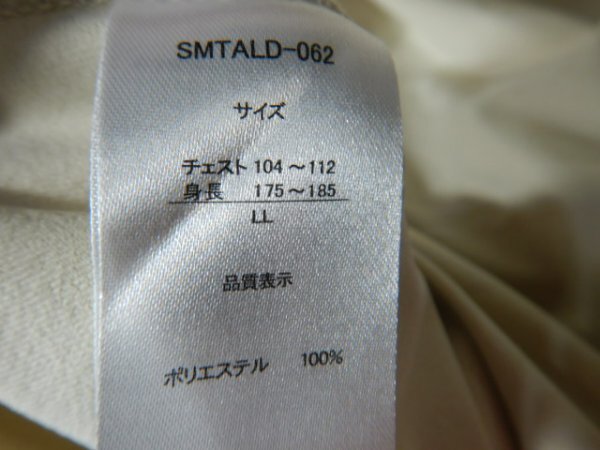 SMTALD-062
サイズ
チェスト 104～112
身長 175～185
LL
品質表示
ポリエステル 100%